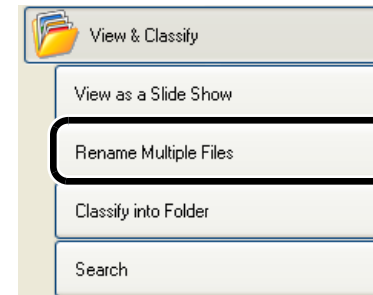 View & Classify
View as a Slide Show
Rename Multiple Files
Classify into Folder
Search